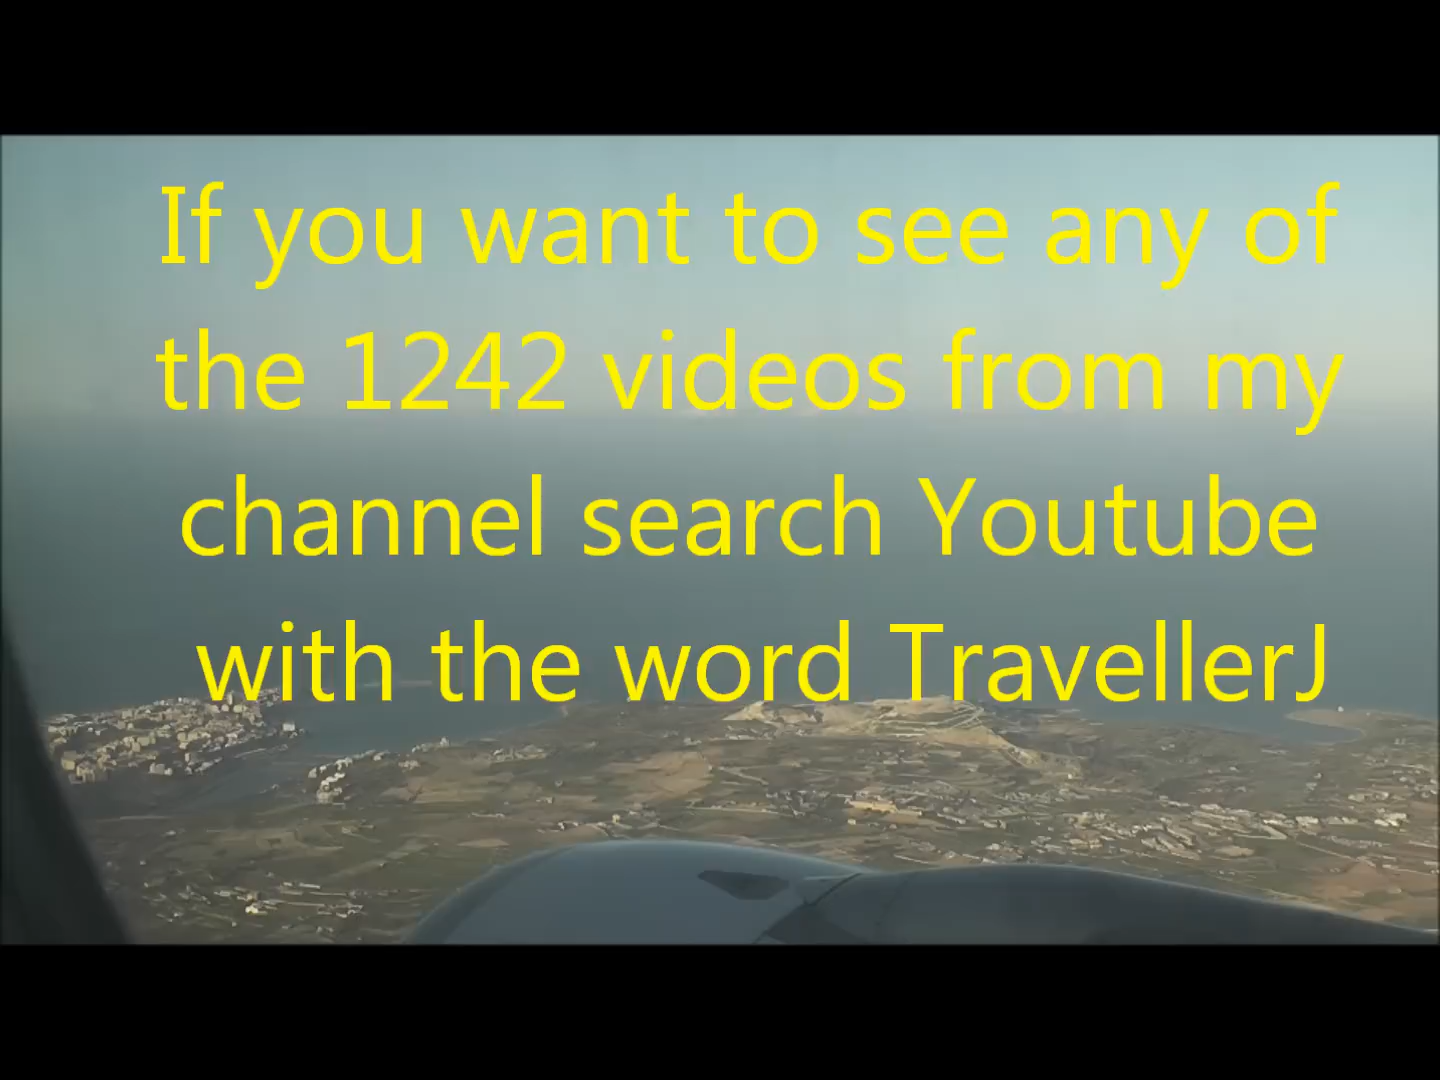 If you want to see any of
the 1242 videos from my
channel search Youtube
with the word TravellerJ